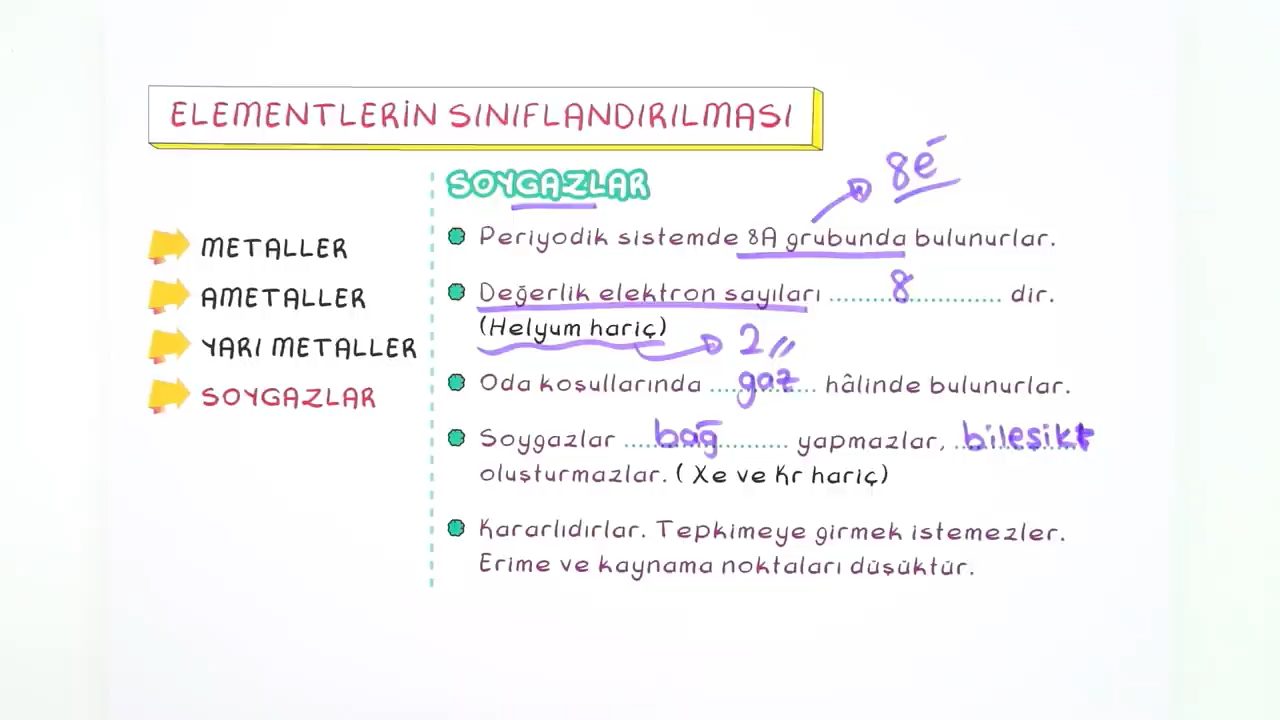 ELEMENTLERİN SINIFLANDIRILMASI
METALLER
AMETALLER
YARI METALLER
SOYGAZLAR
SOYGAZLAR
8e⁻
Periyodik sistemde 8A grubunda bulunurlar.
Değerlik elektron sayıları ........8............ dir.
(Helyum hariç) → 2
Oda koşullarında ....gaz... hâlinde bulunurlar.
Soygazlar ....bağ.......... yapmazlar, bileşikt
oluşturmazlar. ( Xe ve Kr hariç)
Kararlıdırlar. Tepkimeye girmek istemezler.
Erime ve kaynama noktaları düşüktür.